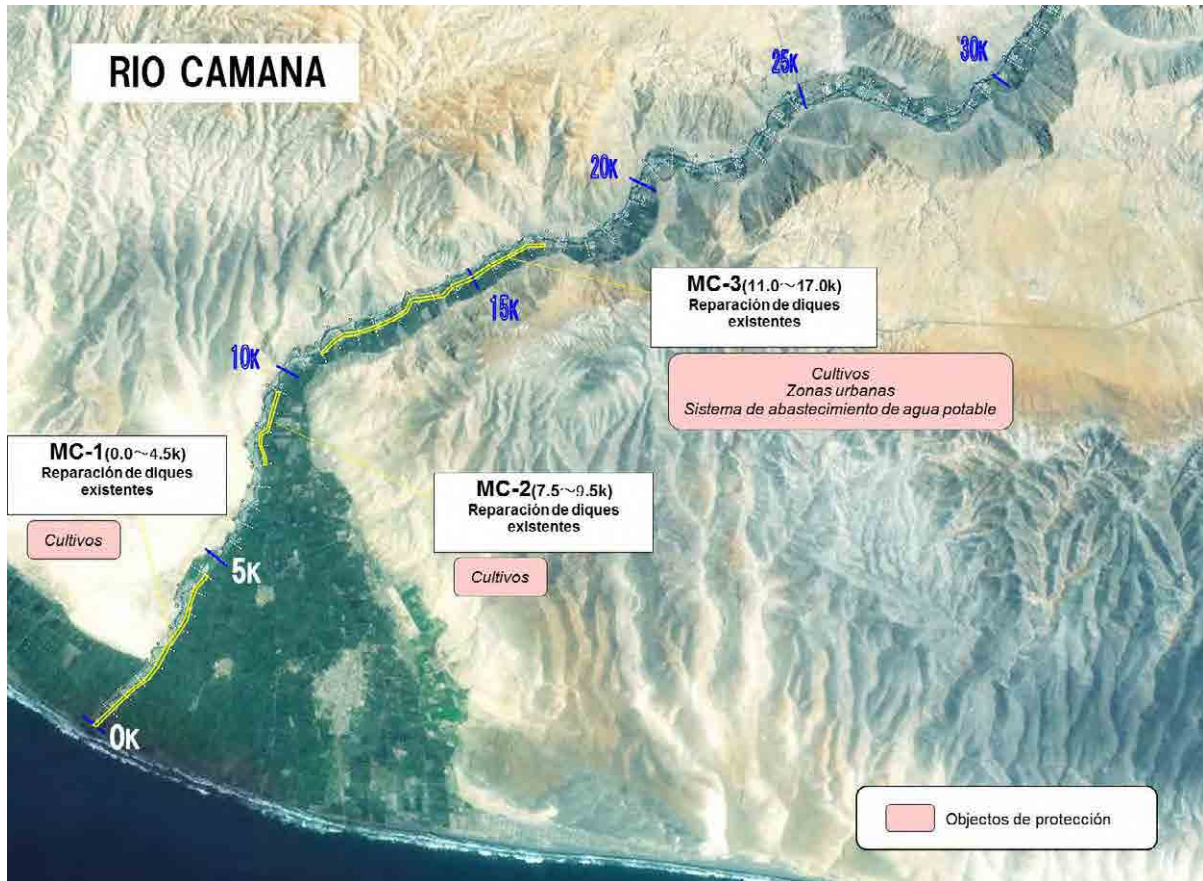 RIO CAMANA
25K
30K
20K
MC-3(11.0~17.0k)
Reparación de diques
existentes
15K
10K
Cultivos
Zonas urbanas
Sistema de abastecimiento de agua potable
MC-1(0.0~4.5k)
Reparación de diques
existentes
MC-2(7.5~9.5k)
Reparación de diques
existentes
Cultivos
5K
Cultivos
0K
Objectos de protección